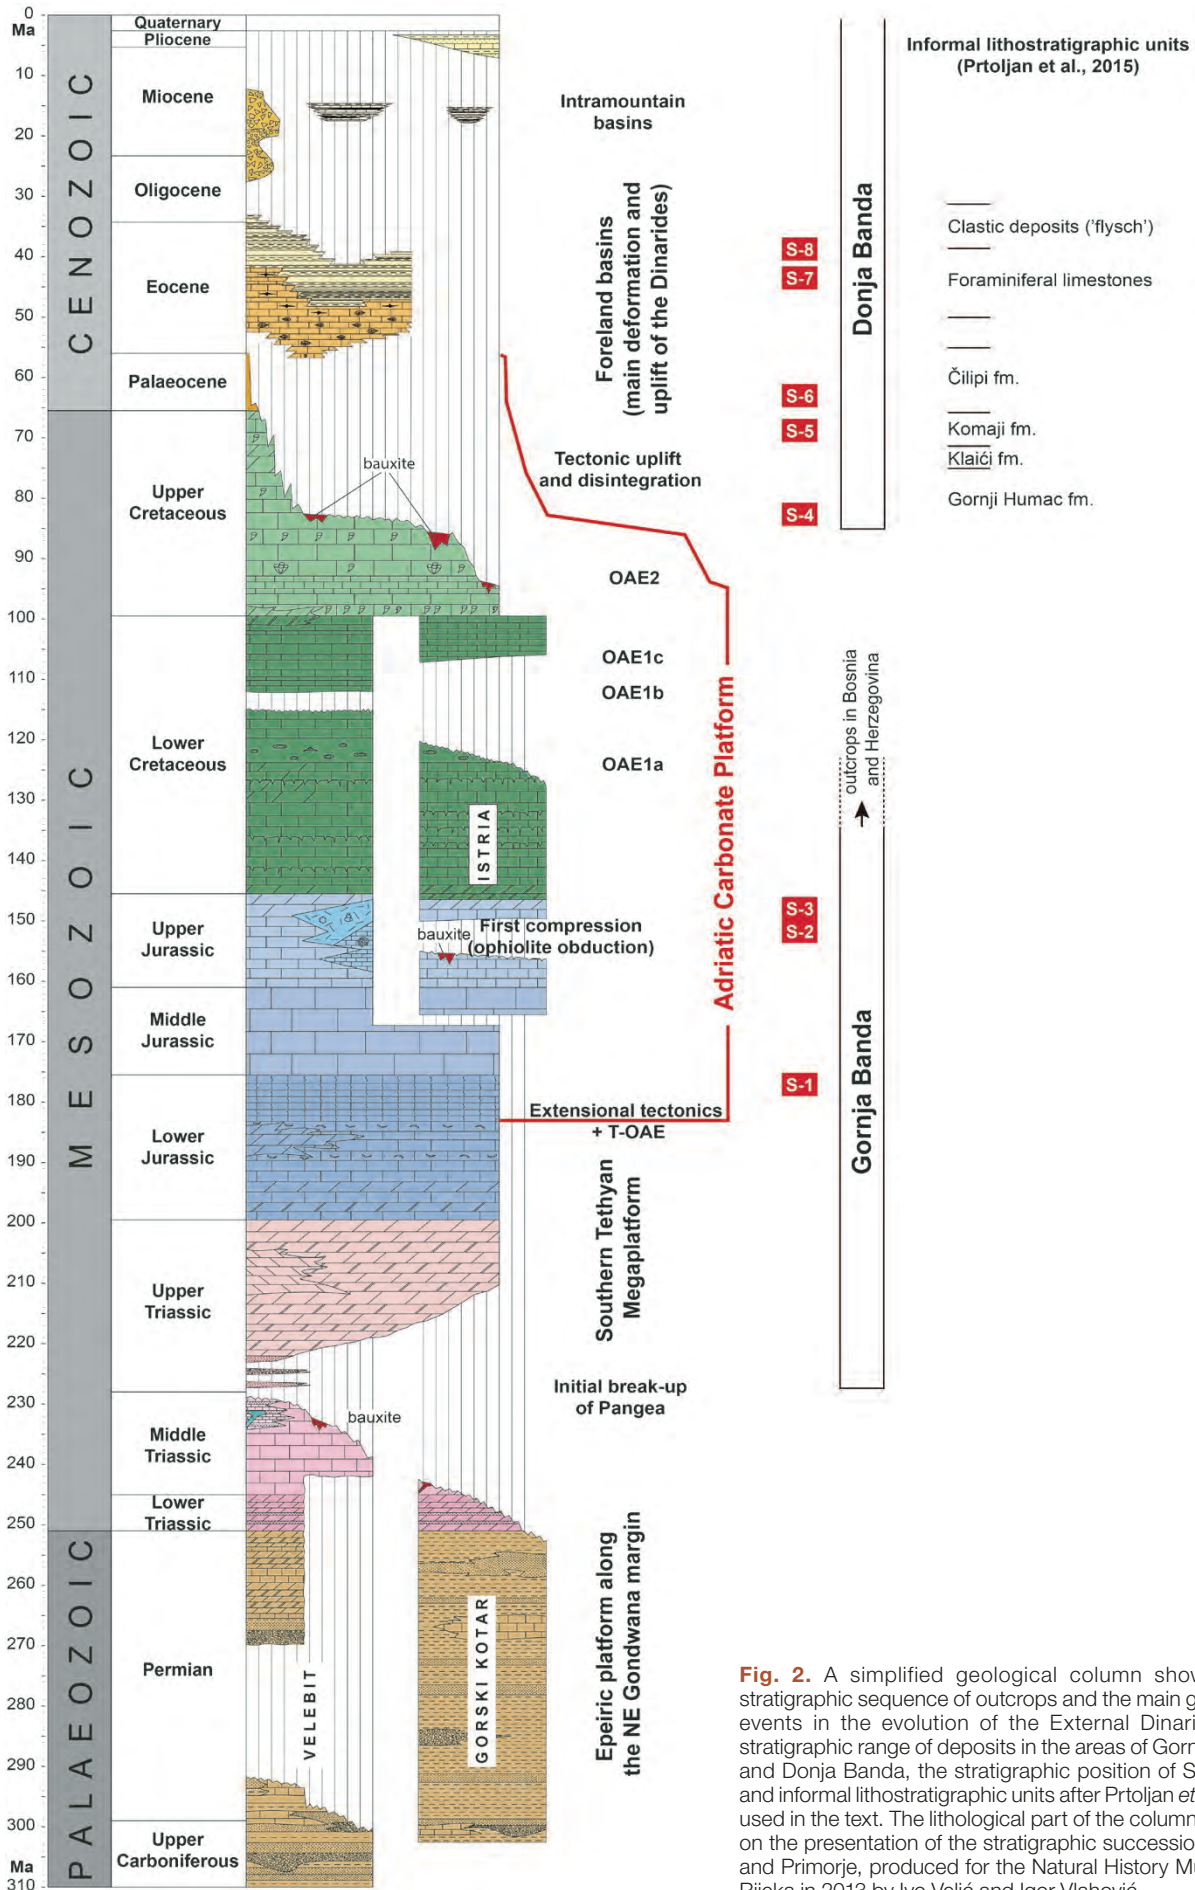 0
Ma
10
20
30
40
50
60
70
80
90
100
110
120
130
140
150
160
170
180
190
200
210
220
230
240
250
260
270
280
290
300
Ma
310
CENOZOIC
MESOZOIC
PALAEOZOIC
Quaternary
Pliocene
Miocene
Oligocene
Eocene
Palaeocene
Upper
Cretaceous
Lower
Cretaceous
Upper
Jurassic
Middle
Jurassic
Lower
Jurassic
Upper
Triassic
Middle
Triassic
Lower
Triassic
Permian
Upper
Carboniferous
bauxite
ISTRIA
bauxite
bauxite
VELEBIT
GORSKI KOTAR
Intramountain
basins
Foreland basins
(main deformation and
uplift of the Dinarides)
Tectonic uplift
and disintegration
OAE2
OAE1c
OAE1b
OAE1a
First compression
(ophiolite obduction)
Adriatic Carbonate Platform
Extensional tectonics
+ T-OAE
Southern Tethyan
Megaplatform
Initial break-up
of Pangea
Epeiric platform along
the NE Gondwana margin
S-8
S-7
S-6
S-5
S-4
S-3
S-2
S-1
Donja Banda
outcrops in Bosnia
and Herzegovina
Gornja Banda
Informal lithostratigraphic units
(Prtoljan et al., 2015)
Clastic deposits ('flysch')
Foraminiferal limestones
Čilipi fm.
Komaji fm.
Klaići fm.
Gornji Humac fm.
Fig. 2. A simplified geological column show
stratigraphic sequence of outcrops and the main g
events in the evolution of the External Dinari
stratigraphic range of deposits in the areas of Gorn
and Donja Banda, the stratigraphic position of S
and informal lithostratigraphic units after Prtoljan et
used in the text. The lithological part of the column
on the presentation of the stratigraphic successio
and Primorje, produced for the Natural History Mu
Rijeka in 2013 by Ivo Velić and Igor Vlahović